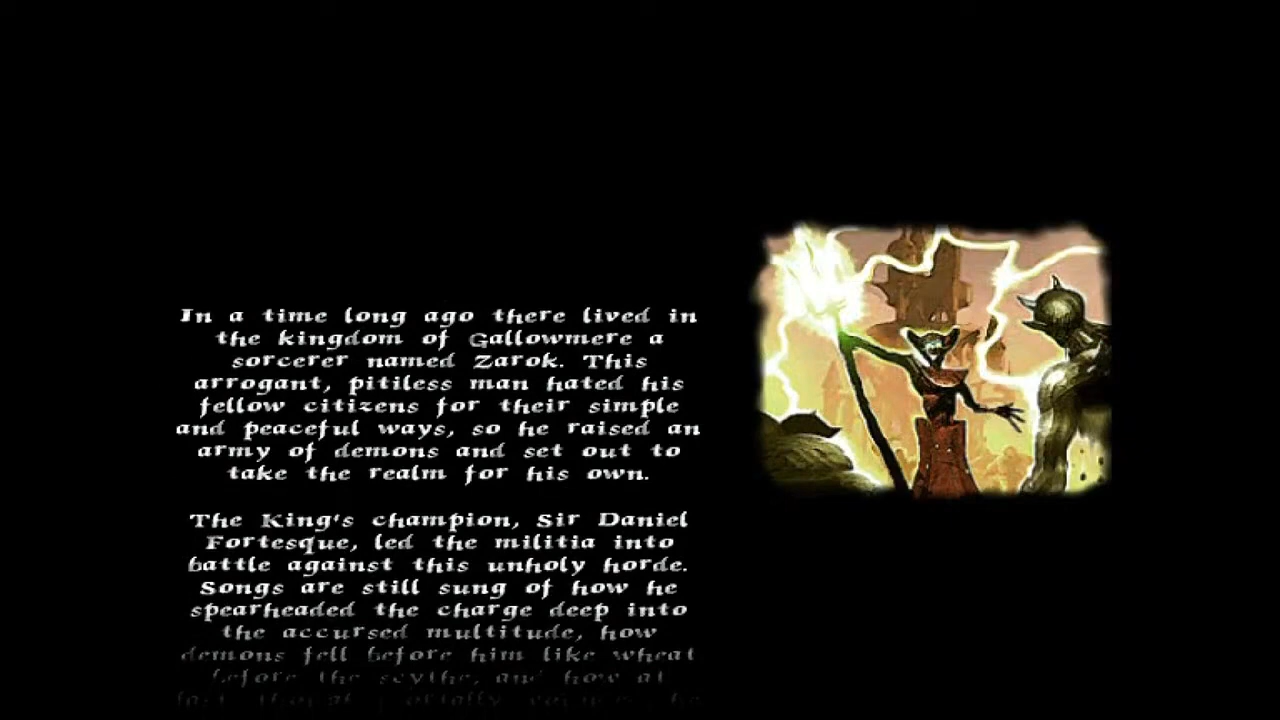 In a time long ago there lived in
the kingdom of Gallowmere a
sorcerer named Zarok. This
arrogant, pitiless man hated his
fellow citizens for their simple
and peaceful ways, so he raised an
army of demons and set out to
take the realm for his own.
The King's champion, Sir Daniel
Fortesque, led the militia into
battle against this unholy horde.
Songs are still sung of how he
spearheaded the charge deep into
the accursed multitude, how
demons fell before him like wheat
before the scythe, and how at